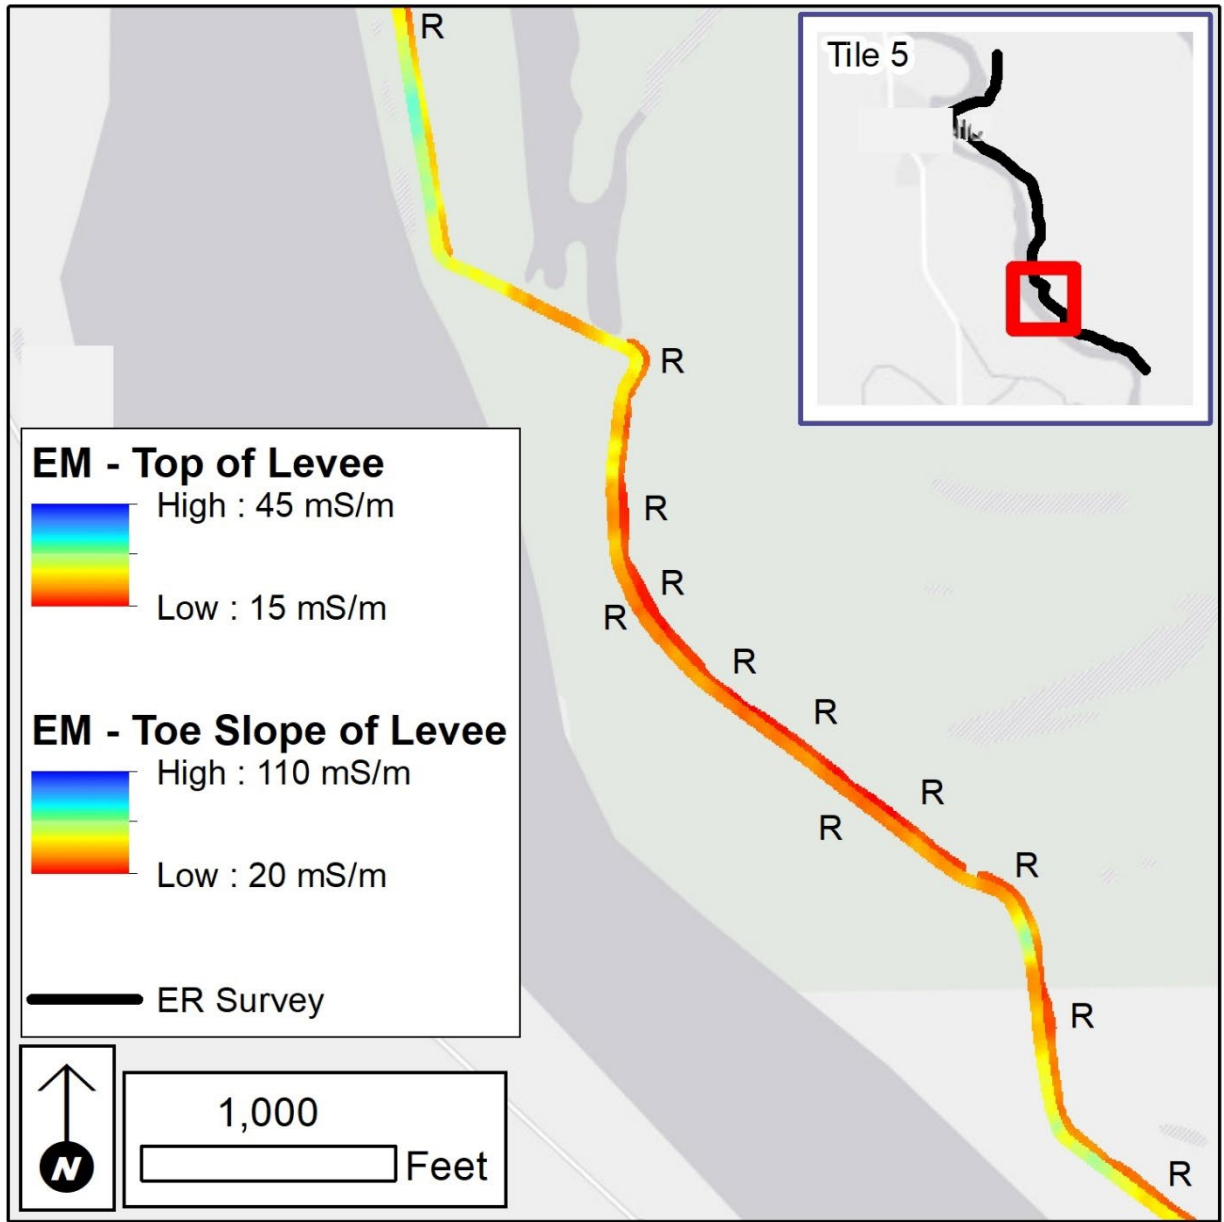 R
Tile 5
R
EM - Top of Levee
High : 45 mS/m
Low : 15 mS/m
R
R
R
R
R
R
R
R
EM - Toe Slope of Levee
High : 110 mS/m
Low : 20 mS/m
ER Survey
R
1,000
Feet
N
R